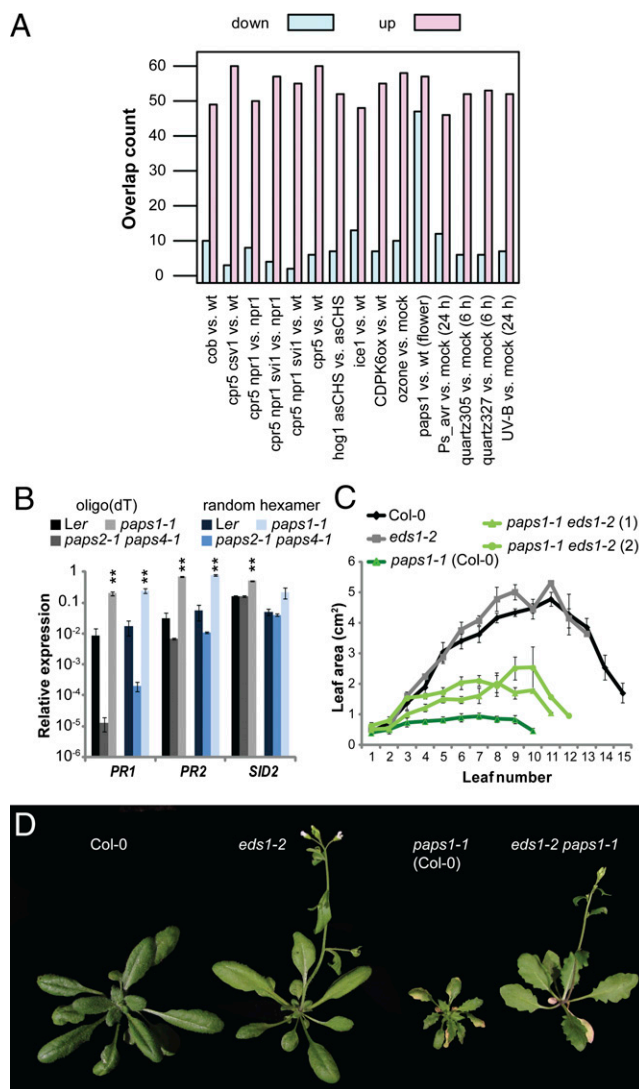 A
down up
Overlap count
60
50
40
30
20
10
0
cob vs. wt
cpr5 csv1 vs. wt
cpr5 npr1 vs. npr1
cpr5 npr1 svi1 vs. npr1
cpr5 npr1 svi1 vs. wt
cpr5 vs. wt
hog1 asCHS vs. asCHS
ice1 vs. wt
CDPK6ox vs. wt
ozone vs. mock
paps1 vs. wt (flower)
Ps_avr vs. mock (24 h)
quartz305 vs. mock (6 h)
quartz327 vs. mock (6 h)
UV-B vs. mock (24 h)
B
oligo(dT) random hexamer
Ler paps1-1 Ler paps1-1
paps2-1 paps4-1 paps2-1 paps4-1
Relative expression
0.1
10-2
10-3
10-4
10-5
10-6
** ** ** ** **
PR1 PR2 SID2
C
Col-0 paps1-1 eds1-2 (1)
eds1-2 paps1-1 eds1-2 (2)
paps1-1 (Col-0)
Leaf area (cm2)
6
5
4
3
2
1
0
1 2 3 4 5 6 7 8 9 10 11 12 13 14 15
Leaf number
D
Col-0 eds1-2 paps1-1 eds1-2 paps1-1
(Col-0)